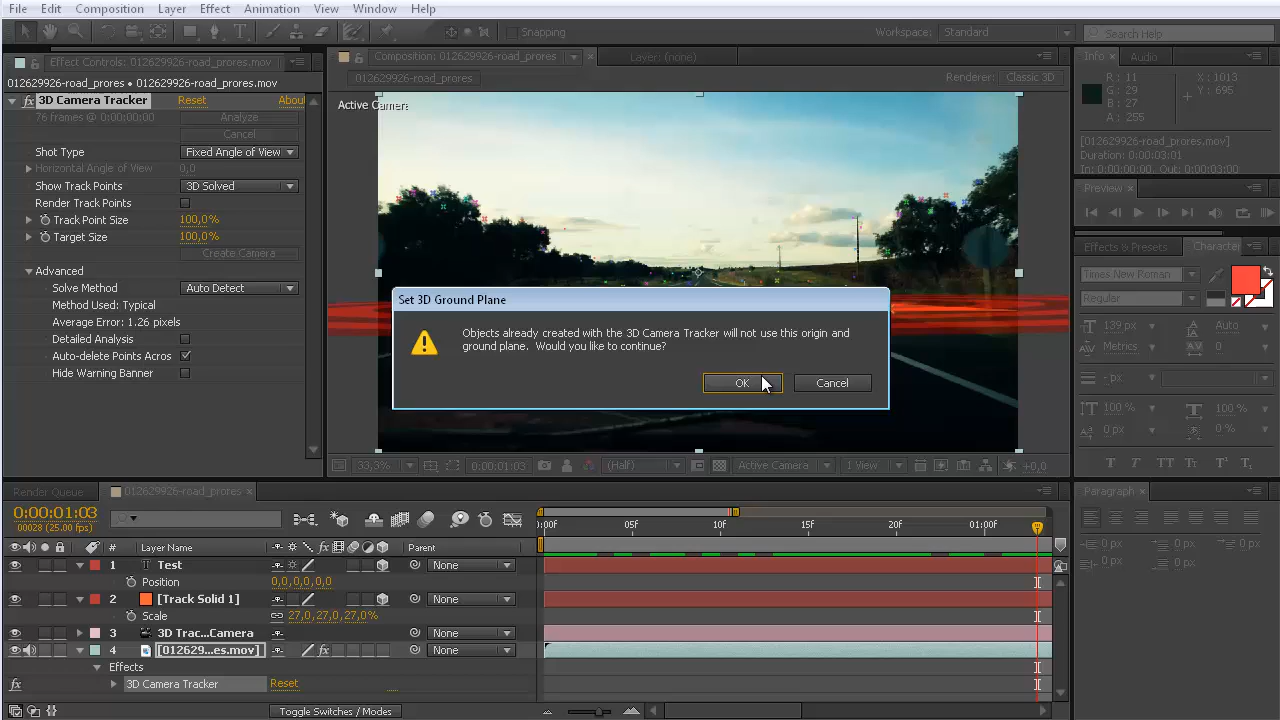 File Edit Composition Layer Effect Animation View Window Help
Snapping
Workspace: Standard
Search Help
Effect Controls: 012629926-road_prores.mov
012629926-road_prores • 012629926-road_prores.mov
3D Camera Tracker Reset About
76 frames @ 0:00:00:00 Analyze
Cancel
Shot Type Fixed Angle of View
Horizontal Angle of View 0,0
Show Track Points 3D Solved
Render Track Points
Track Point Size 100,0%
Target Size 100,0%
Create Camera
Advanced
Solve Method Auto Detect
Method Used: Typical
Average Error: 1.26 pixels
Detailed Analysis
Auto-delete Points Acros
Hide Warning Banner
Composition: 012629926-road_prores
Layer: (none)
012629926-road_prores
Renderer: Classic 3D
Active Camera
Set 3D Ground Plane
Objects already created with the 3D Camera Tracker will not use this origin and
ground plane. Would you like to continue?
OK Cancel
33,3% 0:00:01:03 (Half) Active Camera 1 View +0,0
Info Audio
R: 11 X: 1013
G: 29 Y: 695
B: 27
A: 255
[012629926-road_prores.mov]
Duration: 0:00:03:01
In: 0:00:00:00, Out: 0:00:03:00
Preview
Effects & Presets Character
Times New Roman
Regular
139 px Auto
Metrics 0
- px
100 % 100 %
0 px 0 %
T T TT Tt T¹ T₁
Paragraph
0 px 0 px 0 px
0 px 0 px
Render Queue 012629926-road_prores
0:00:01:03
00028 (25.00 fps)
0:00F 05F 10F 15F 20F 01:00F
# Layer Name Parent
1 Test None
Position 0,0,0,0,0,0
2 [Track Solid 1] None
Scale 27,0,27,0,27,0%
3 3D Trac...Camera None
4 [012629...es.mov] None
Effects
3D Camera Tracker Reset
Toggle Switches / Modes